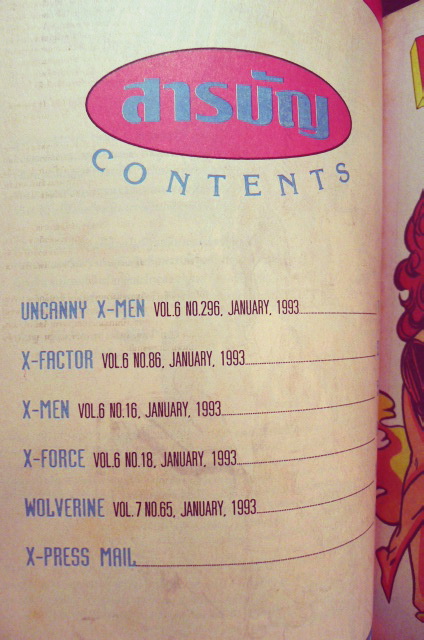 สารบัญ
CONTENTS
UNCANNY X-MEN VOL.6 NO.296, JANUARY, 1993
X-FACTOR VOL.6 NO.86, JANUARY, 1993
X-MEN VOL.6 NO.16, JANUARY, 1993
X-FORCE VOL.6 NO.18, JANUARY, 1993
WOLVERINE VOL.7 NO.65, JANUARY, 1993
X-PRESS MAIL